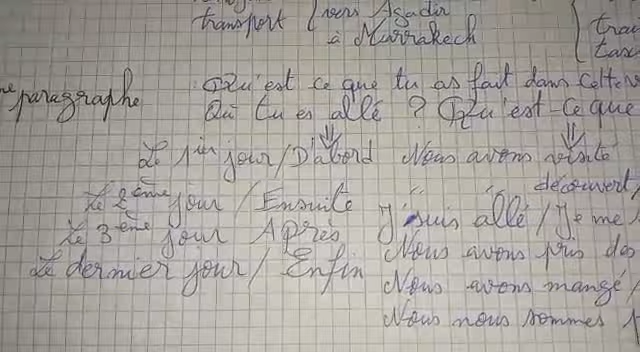 transport vers Agadir
à Marrakech
paragraphe Qu'est ce que tu as fait dans cette
Où tu es allé ? Qu'est-ce que
Le 1er jour / D'abord Nous avons visité
découvert,
Le 2ème jour / Ensuite " "
Le 3ème jour Après J'suis allé / Je me
Nous avons pris des
Le dernier jour / Enfin
Nous avons mangé,
Nous nous sommes